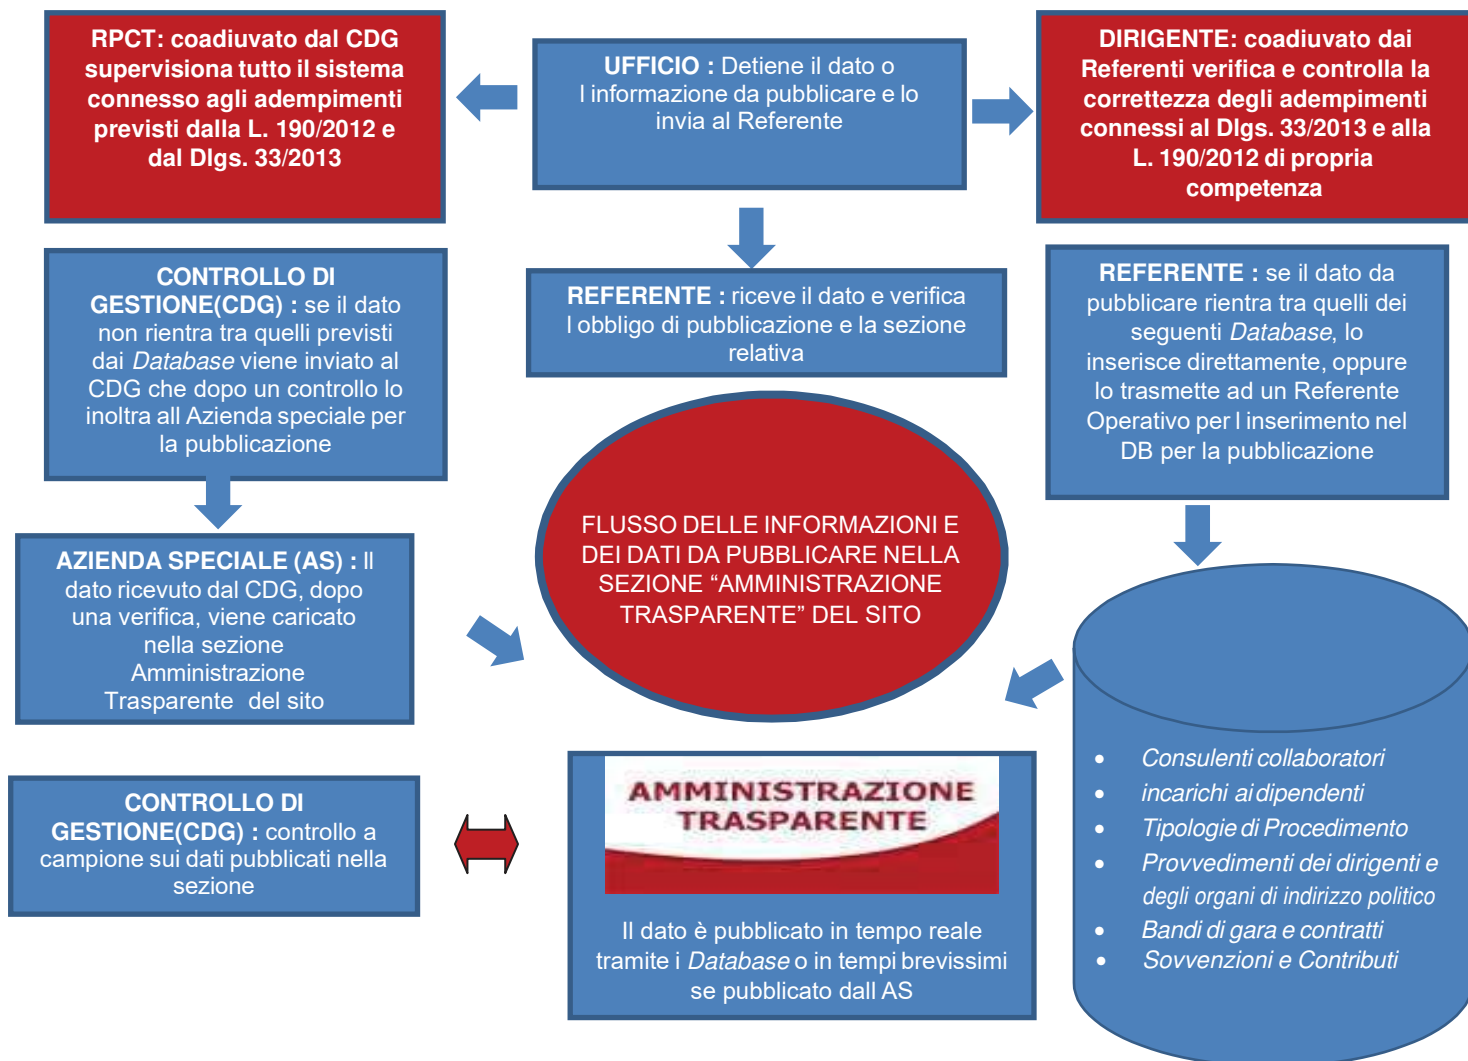 RPCT: coadiuvato dal CDG
supervisiona tutto il sistema
connesso agli adempimenti
previsti dalla L. 190/2012 e
dal Dlgs. 33/2013
UFFICIO : Detiene il dato o
l informazione da pubblicare e lo
invia al Referente
DIRIGENTE: coadiuvato dai
Referenti verifica e controlla la
correttezza degli adempimenti
connessi al Dlgs. 33/2013 e alla
L. 190/2012 di propria
competenza
CONTROLLO DI
GESTIONE(CDG) : se il dato
non rientra tra quelli previsti
dai Database viene inviato al
CDG che dopo un controllo lo
inoltra all Azienda speciale per
la pubblicazione
REFERENTE : riceve il dato e verifica
l obbligo di pubblicazione e la sezione
relativa
REFERENTE : se il dato da
pubblicare rientra tra quelli dei
seguenti Database, lo
inserisce direttamente, oppure
lo trasmette ad un Referente
Operativo per l inserimento nel
DB per la pubblicazione
FLUSSO DELLE INFORMAZIONI E
DEI DATI DA PUBBLICARE NELLA
SEZIONE “AMMINISTRAZIONE
TRASPARENTE” DEL SITO
AZIENDA SPECIALE (AS) : Il
dato ricevuto dal CDG, dopo
una verifica, viene caricato
nella sezione
Amministrazione
Trasparente del sito
CONTROLLO DI
GESTIONE(CDG) : controllo a
campione sui dati pubblicati nella
sezione
AMMINISTRAZIONE
TRASPARENTE
Il dato è pubblicato in tempo reale
tramite i Database o in tempi brevissimi
se pubblicato dall AS
• Consulenti collaboratori
• incarichi ai dipendenti
• Tipologie di Procedimento
• Provvedimenti dei dirigenti e
degli organi di indirizzo politico
• Bandi di gara e contratti
• Sovvenzioni e Contributi